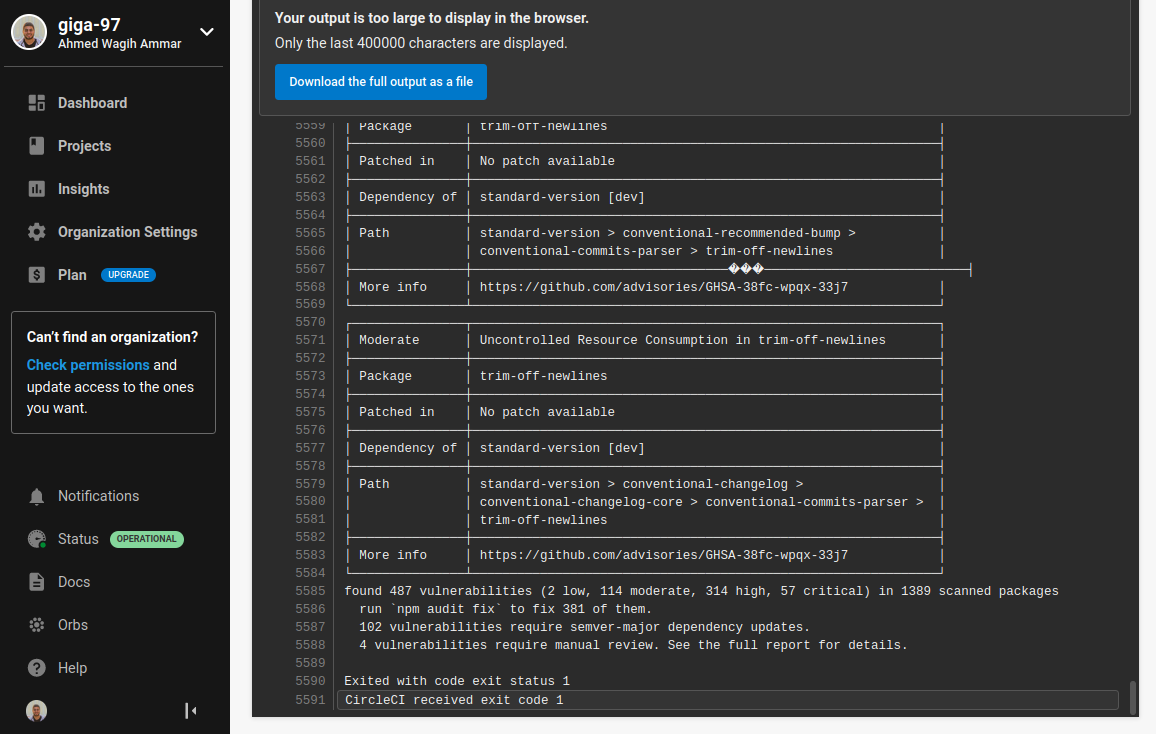 giga-97
Ahmed Wagih Ammar
Dashboard
Projects
Insights
Organization Settings
Plan UPGRADE
Can't find an organization?
Check permissions and
update access to the ones
you want.
Notifications
Status OPERATIONAL
Docs
Orbs
Help
Your output is too large to display in the browser.
Only the last 400000 characters are displayed.
Download the full output as a file
5559 | Package | trim-off-newlines |
5560
5561 | Patched in | No patch available |
5562
5563 | Dependency of | standard-version [dev] |
5564
5565 | Path | standard-version > conventional-recommended-bump > |
5566 | | conventional-commits-parser > trim-off-newlines |
5567 ���
5568 | More info | https://github.com/advisories/GHSA-38fc-wpqx-33j7 |
5569
5570
5571 | Moderate | Uncontrolled Resource Consumption in trim-off-newlines |
5572
5573 | Package | trim-off-newlines |
5574
5575 | Patched in | No patch available |
5576
5577 | Dependency of | standard-version [dev] |
5578
5579 | Path | standard-version > conventional-changelog > |
5580 | | conventional-changelog-core > conventional-commits-parser > |
5581 | | trim-off-newlines |
5582
5583 | More info | https://github.com/advisories/GHSA-38fc-wpqx-33j7 |
5584
5585 found 487 vulnerabilities (2 low, 114 moderate, 314 high, 57 critical) in 1389 scanned packages
5586 run `npm audit fix` to fix 381 of them.
5587 102 vulnerabilities require semver-major dependency updates.
5588 4 vulnerabilities require manual review. See the full report for details.
5589
5590 Exited with code exit status 1
5591 CircleCI received exit code 1